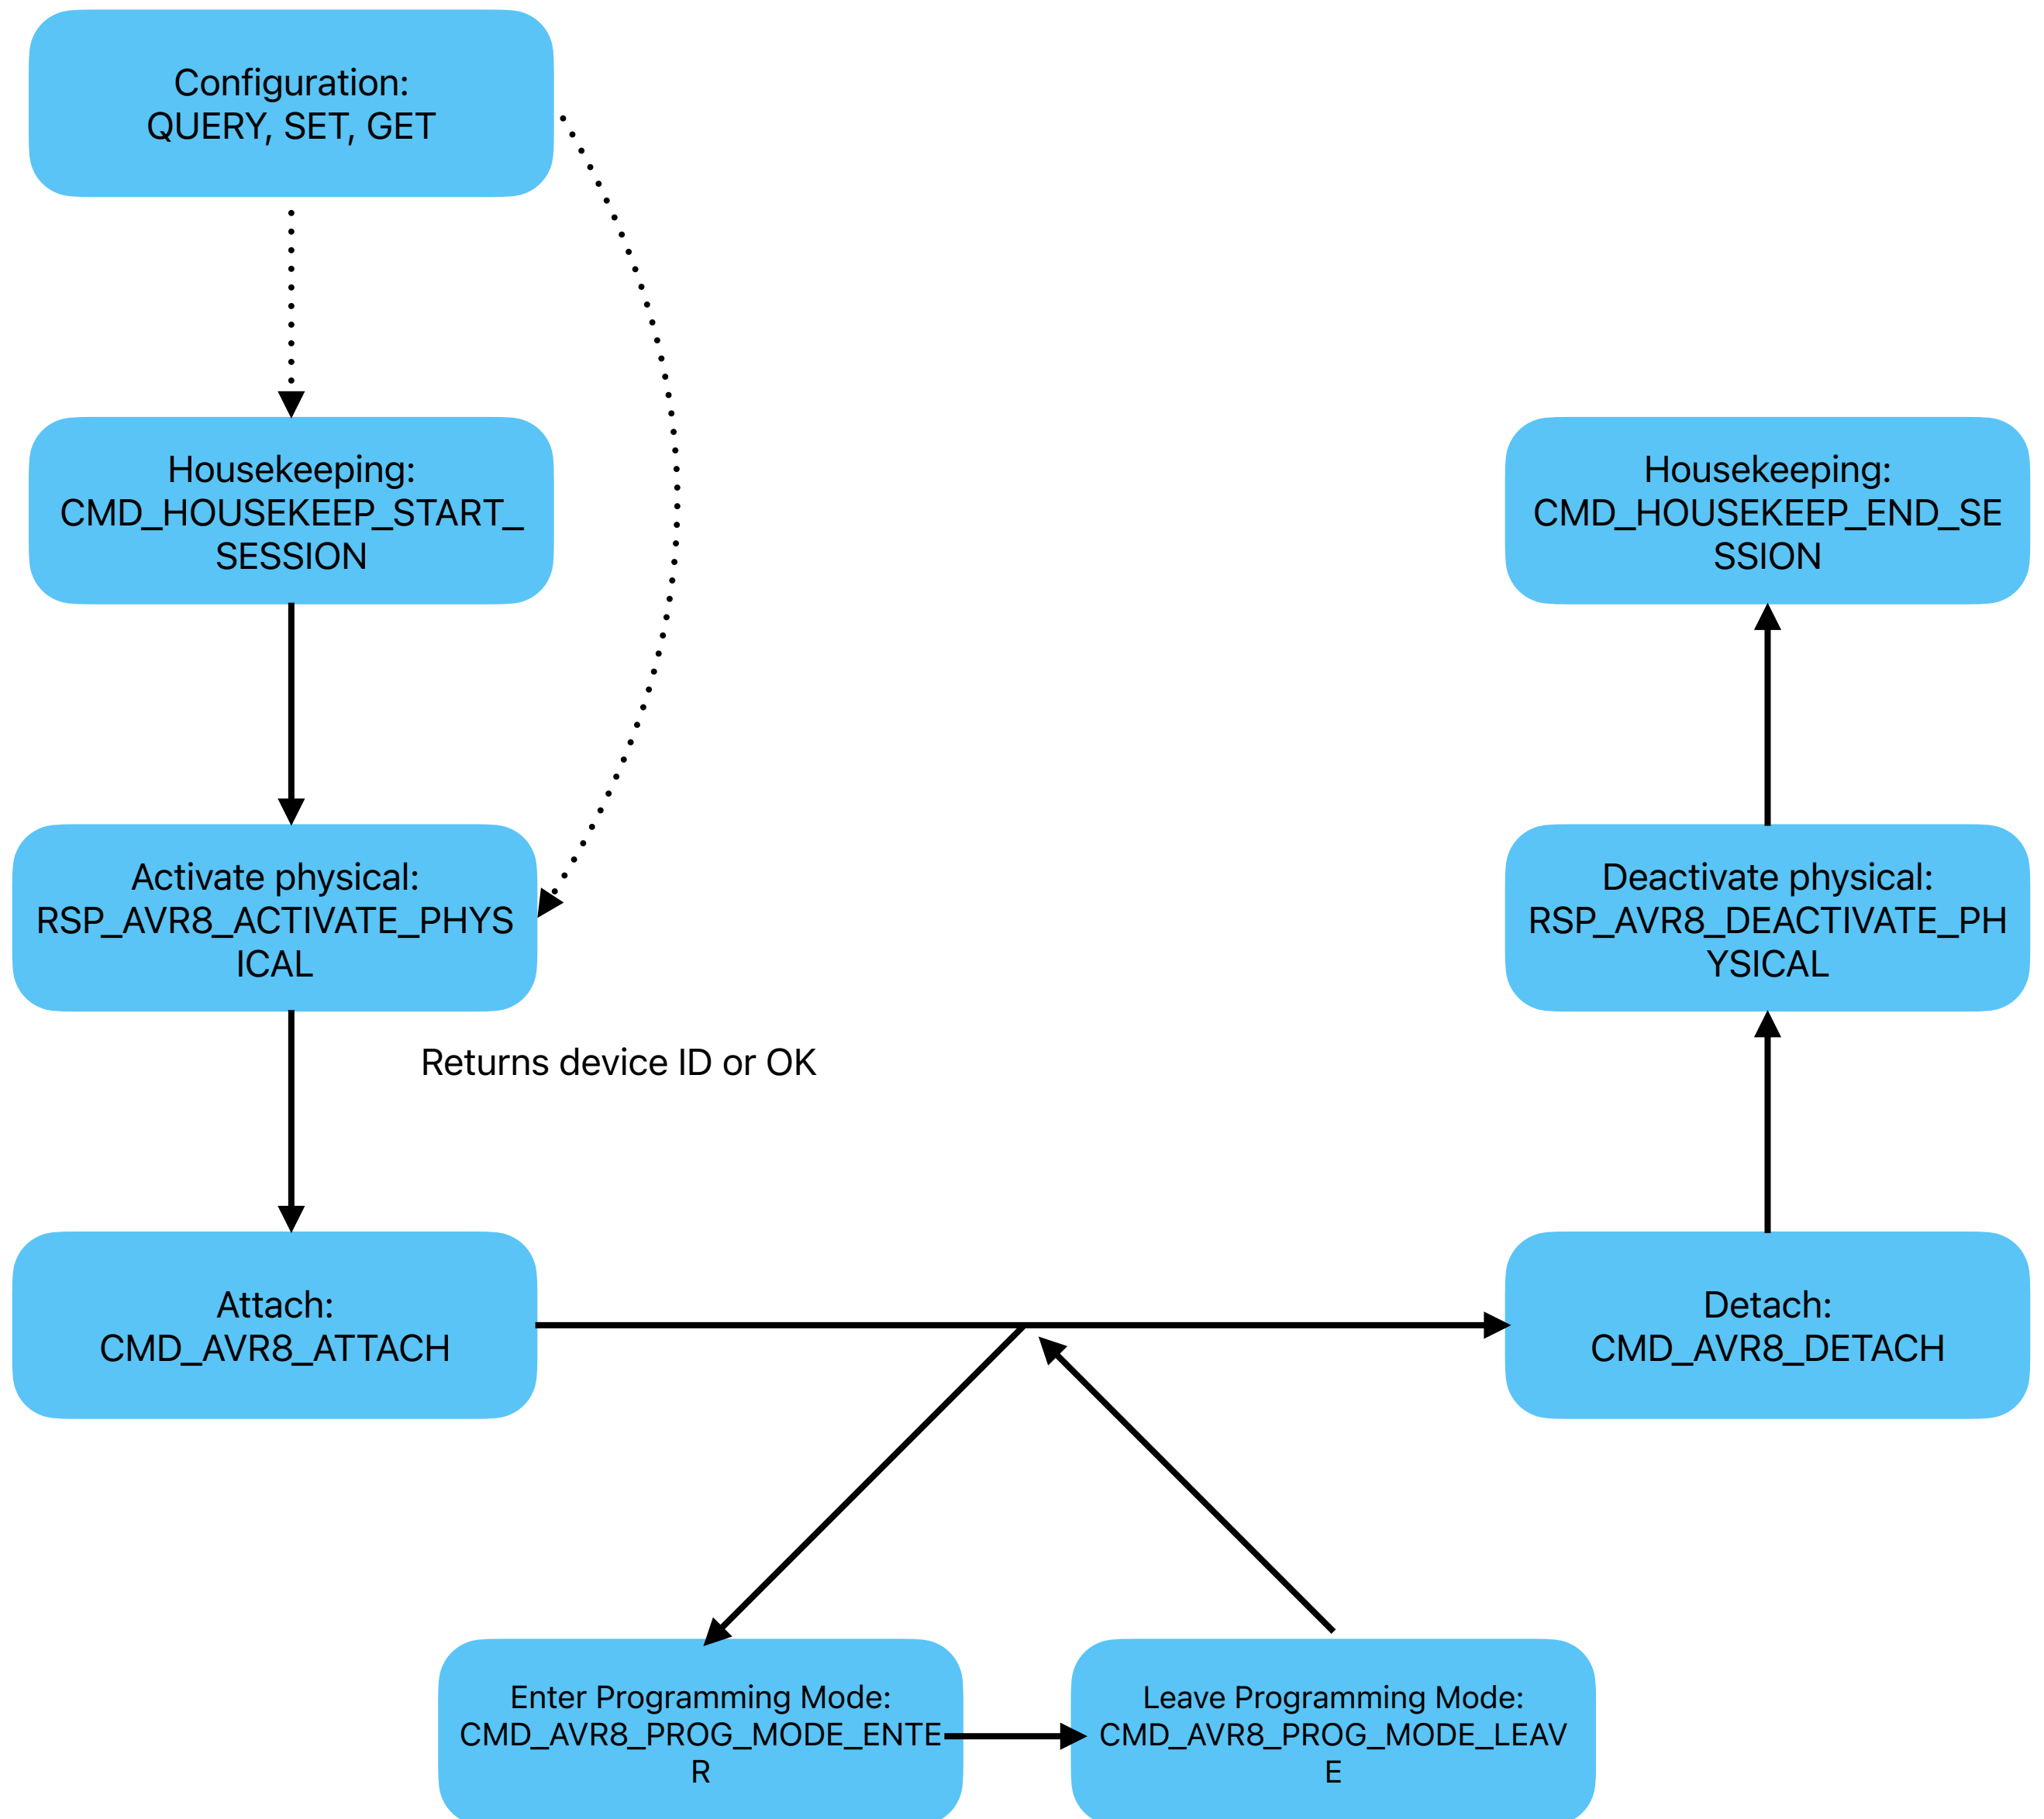 Configuration:
QUERY, SET, GET
Housekeeping:
CMD_HOUSEKEEP_START_
SESSION
Housekeeping:
CMD_HOUSEKEEP_END_SE
SSION
Activate physical:
RSP_AVR8_ACTIVATE_PHYS
ICAL
Deactivate physical:
RSP_AVR8_DEACTIVATE_PH
YSICAL
Returns device ID or OK
Attach:
CMD_AVR8_ATTACH
Detach:
CMD_AVR8_DETACH
Enter Programming Mode:
CMD_AVR8_PROG_MODE_ENTE
R
Leave Programming Mode:
CMD_AVR8_PROG_MODE_LEAV
E